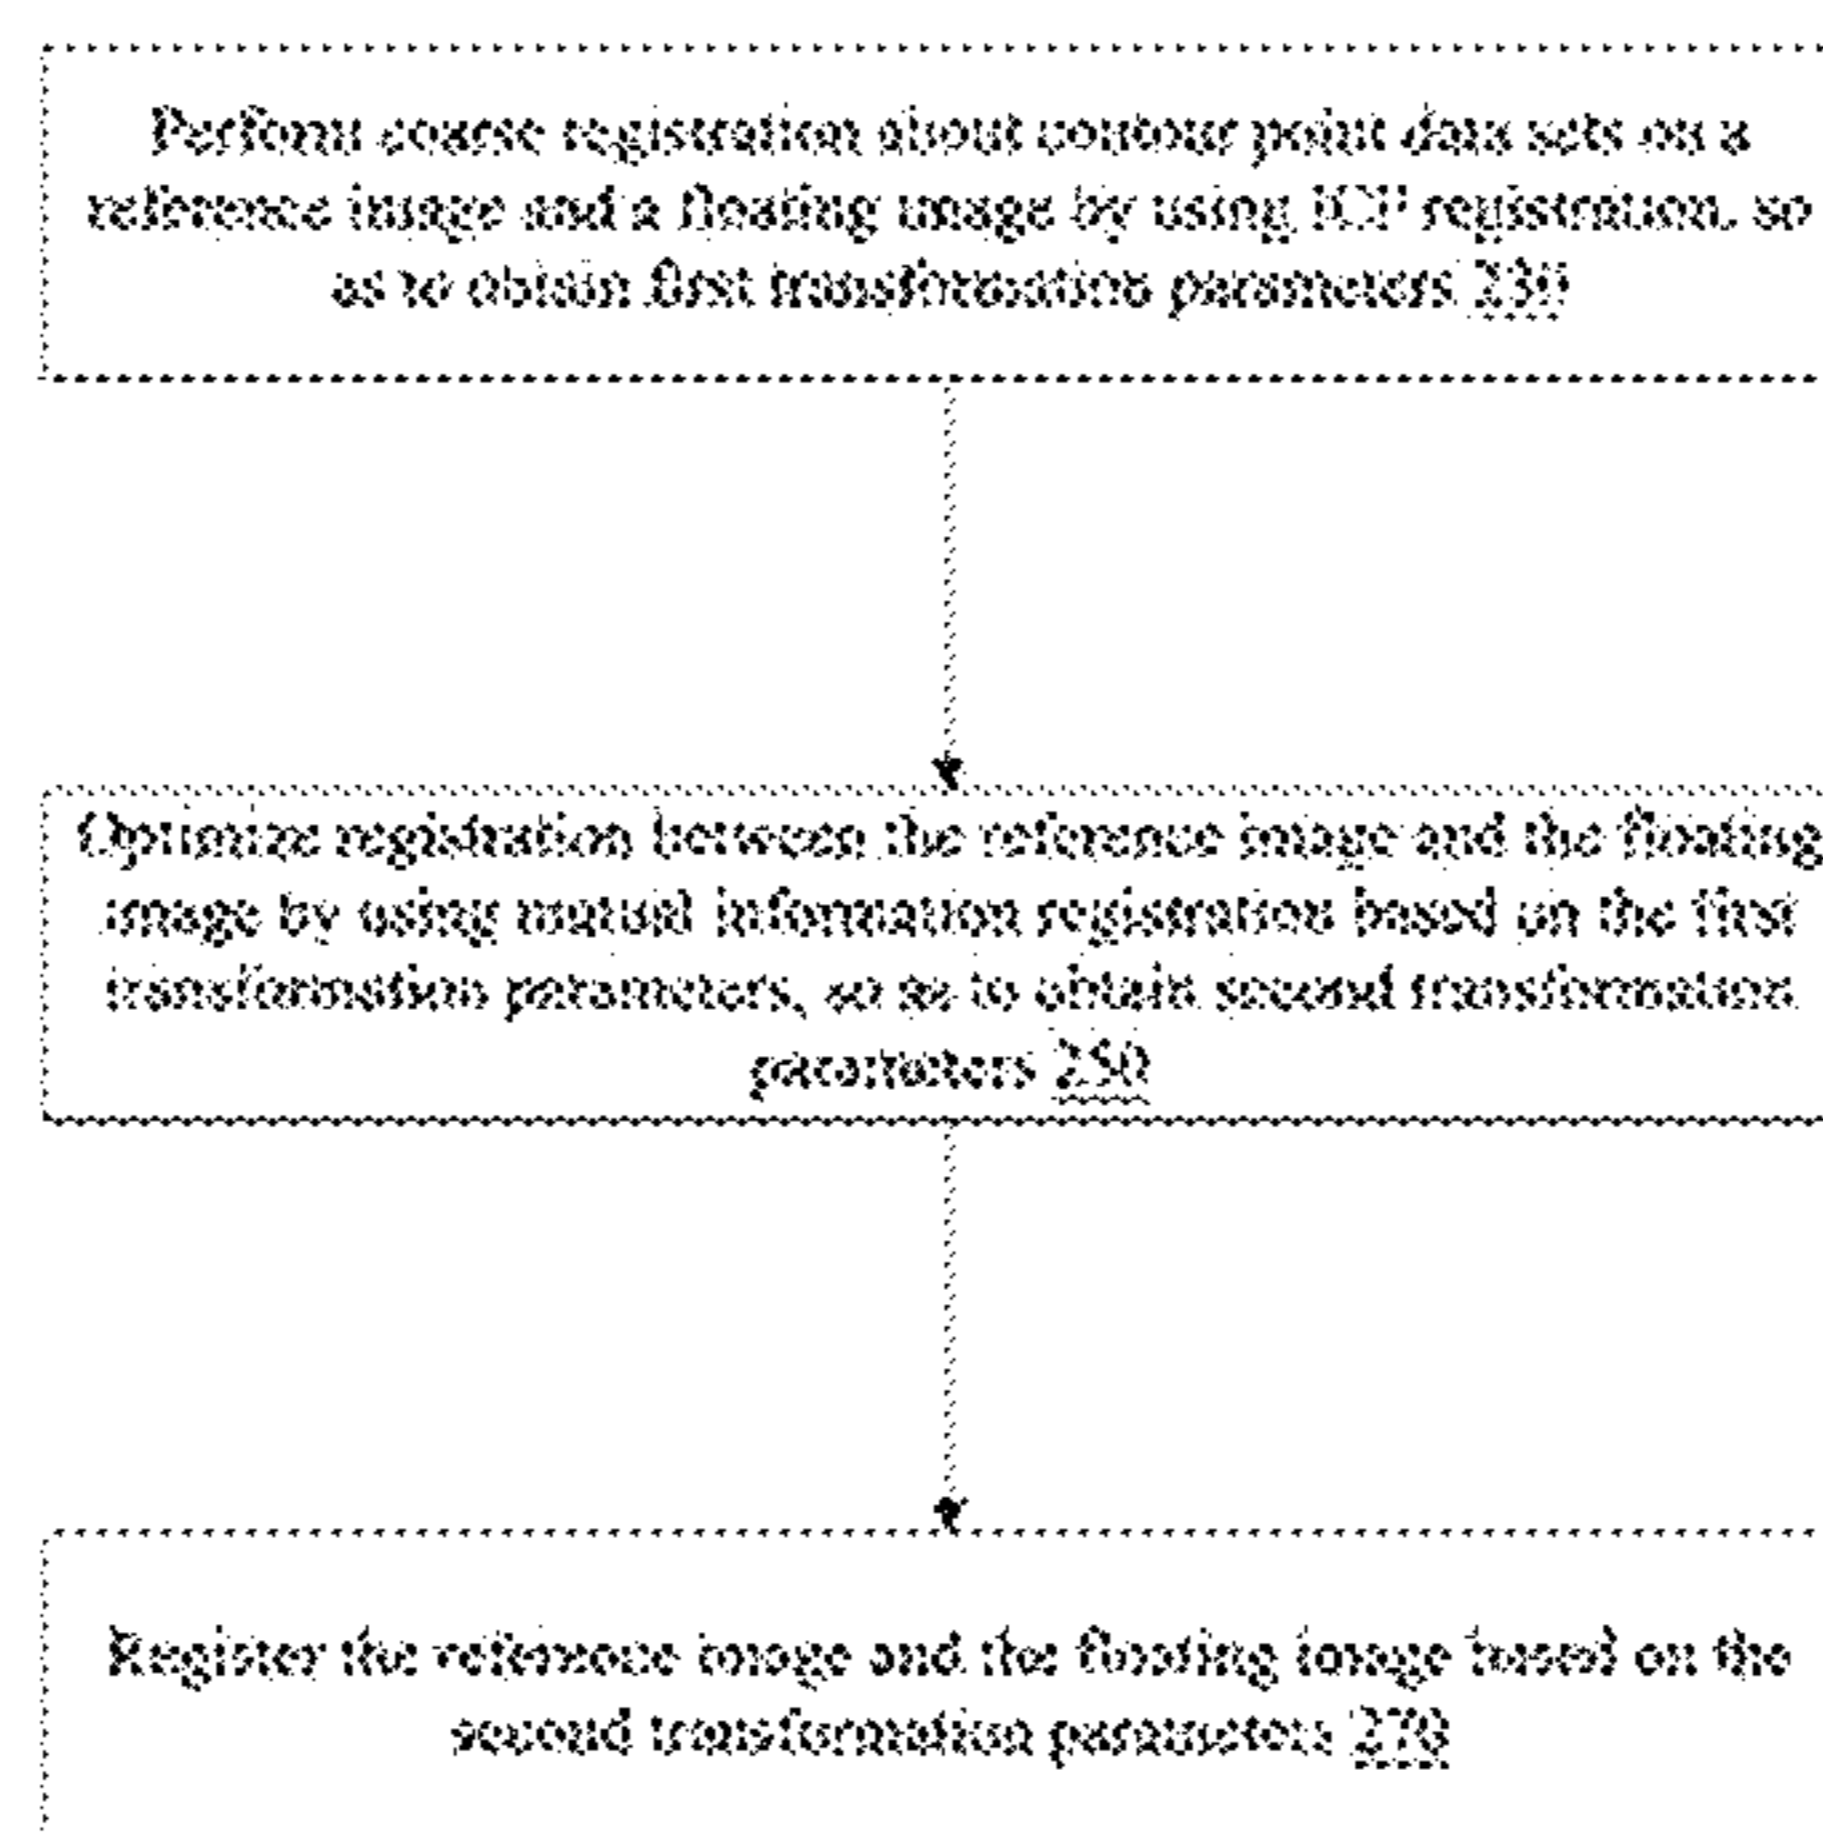 Perform coarse registration about contour point data sets on a
reference image and a floating image by using ICP registration, so
as to obtain first transformation parameters 230
Optimize registration between the reference image and the floating
image by using mutual information registration based on the first
transformation parameters, so as to obtain second transformation
parameters 250
Register the reference image and the floating image based on the
second transformation parameters 270